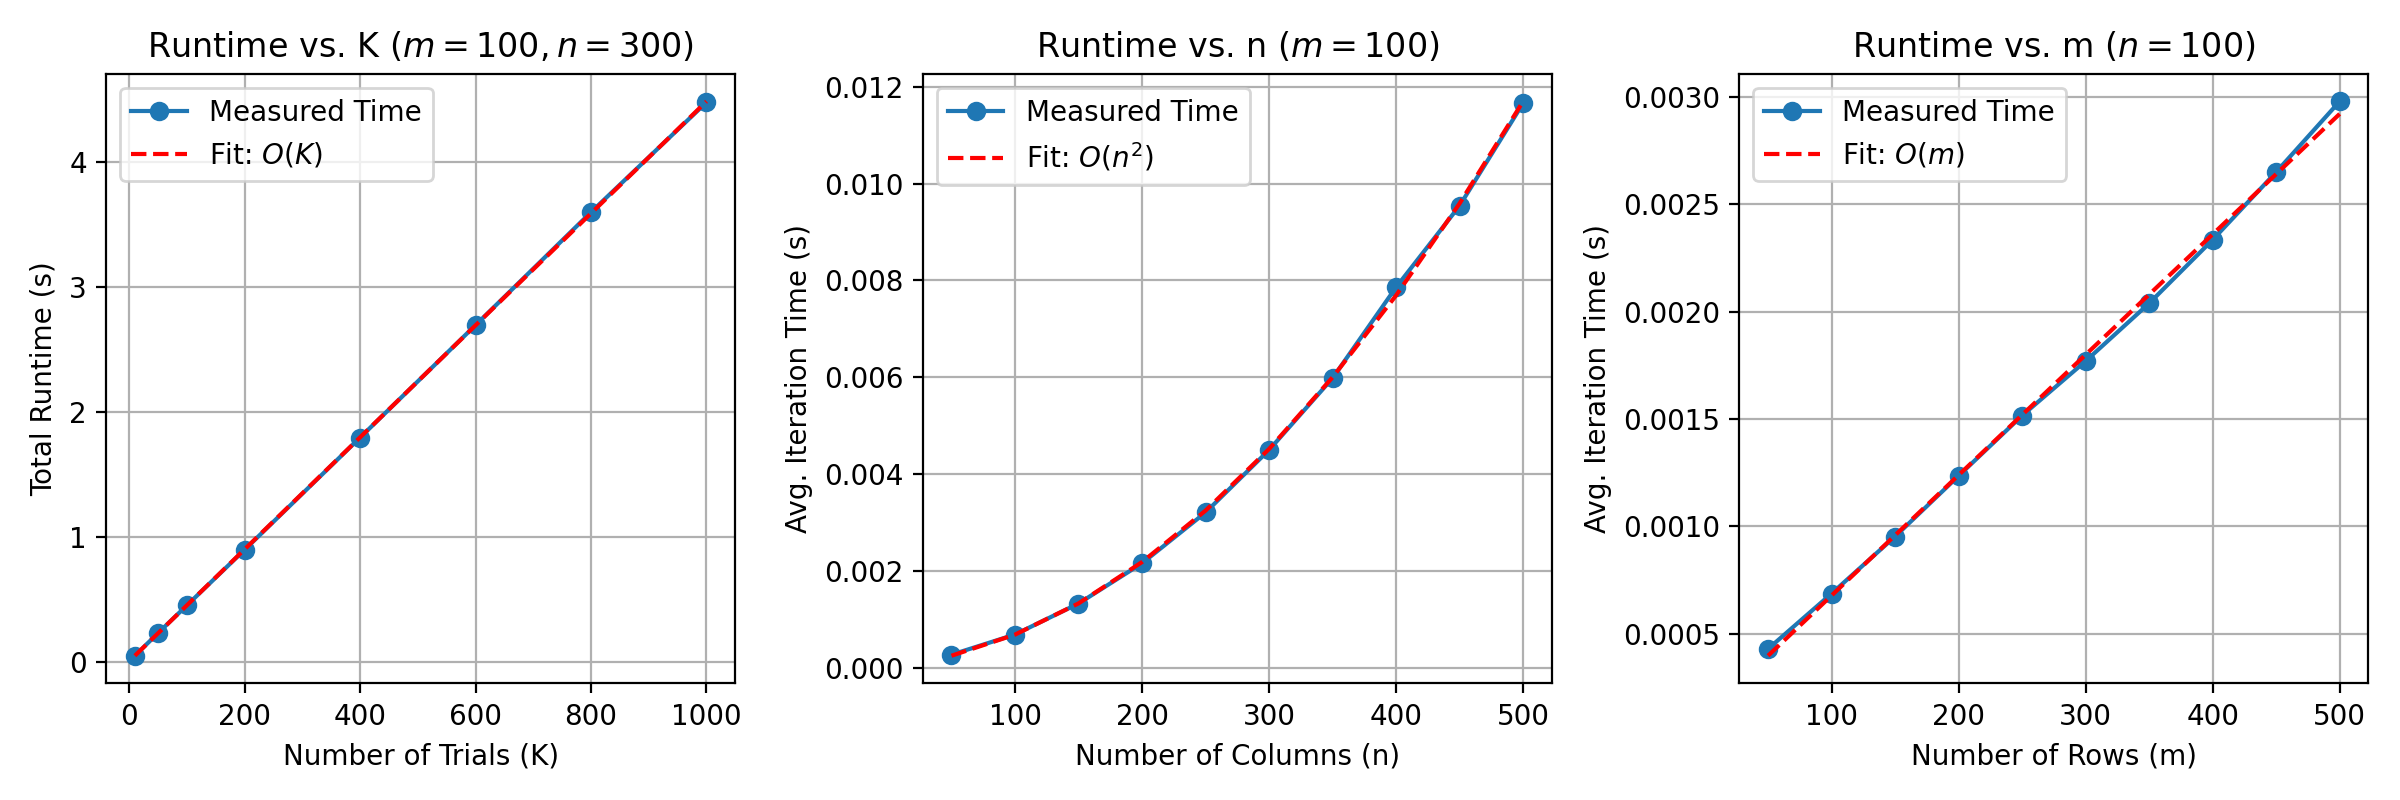 Runtime vs. K (m = 100, n = 300)
Measured Time
Fit: O(K)
Total Runtime (s)
4
3
2
1
0
0 200 400 600 800 1000
Number of Trials (K)
Runtime vs. n (m = 100)
Measured Time
Fit: O(n²)
Avg. Iteration Time (s)
0.012
0.010
0.008
0.006
0.004
0.002
0.000
100 200 300 400 500
Number of Columns (n)
Runtime vs. m (n = 100)
Measured Time
Fit: O(m)
Avg. Iteration Time (s)
0.0030
0.0025
0.0020
0.0015
0.0010
0.0005
100 200 300 400 500
Number of Rows (m)